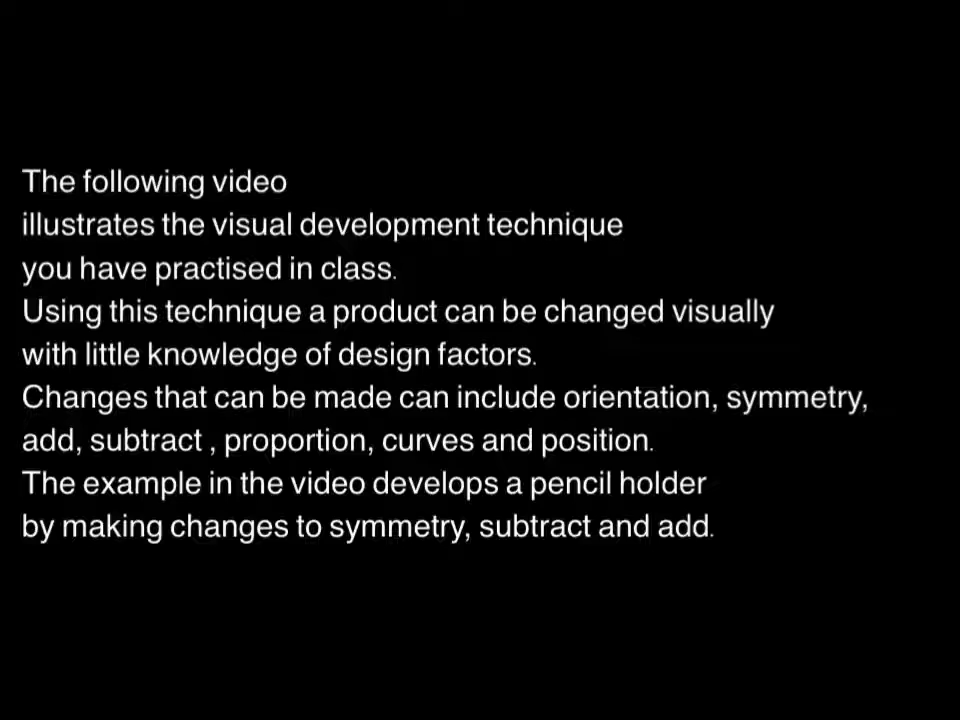 The following video
illustrates the visual development technique
you have practised in class.
Using this technique a product can be changed visually
with little knowledge of design factors.
Changes that can be made can include orientation, symmetry,
add, subtract , proportion, curves and position.
The example in the video develops a pencil holder
by making changes to symmetry, subtract and add.